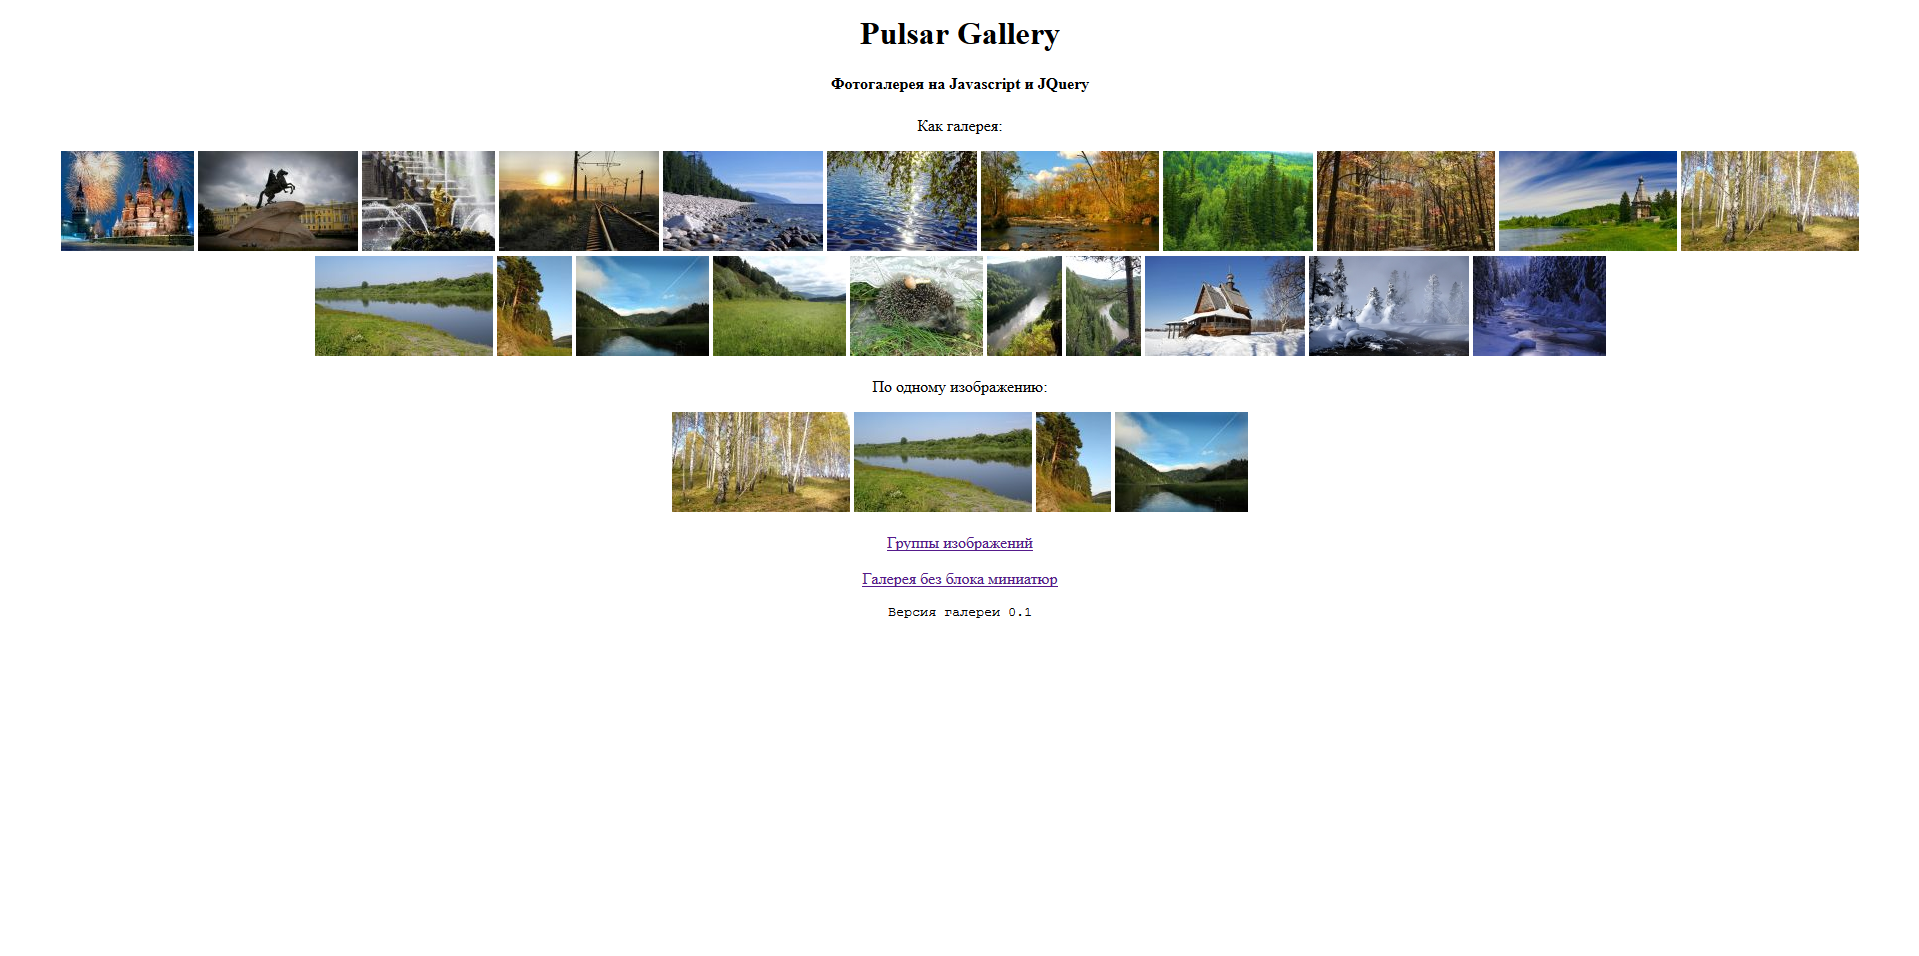 Pulsar Gallery
Фотогалерея на Javascript и JQuery
Как галерея:
По одному изображению:
Группы изображений
Галерея без блока миниатюр
Версия галереи 0.1